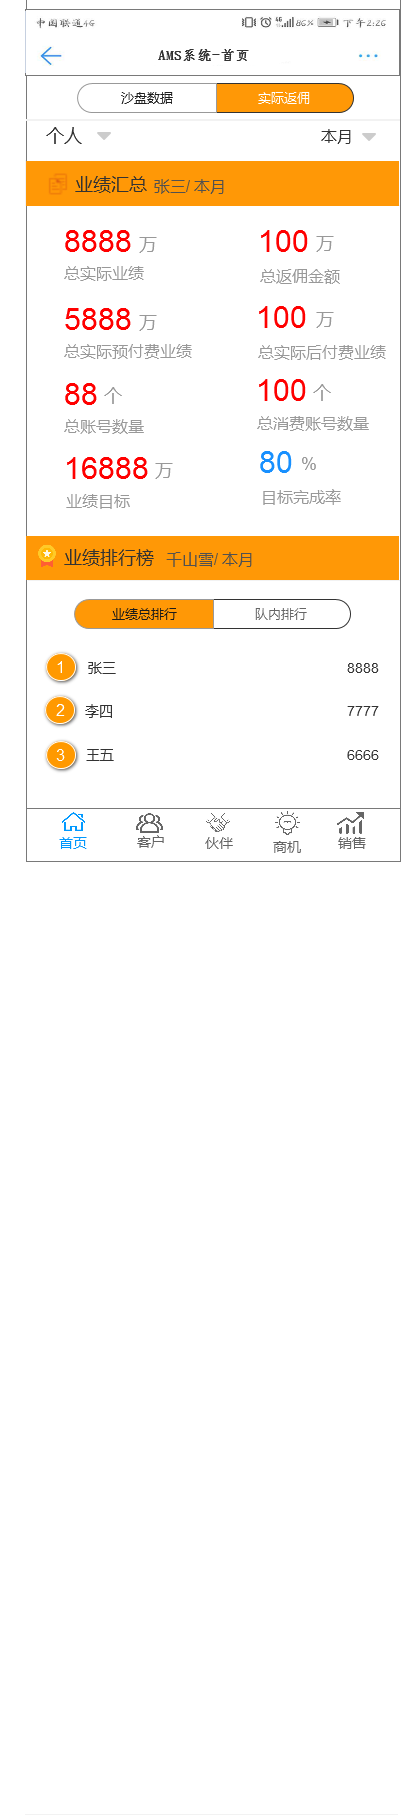 中国联通4G 4G 86% 下午2:26
AMS系统-首页
沙盘数据 实际返佣
个人 本月
业绩汇总 张三/ 本月
8888 万 100 万
总实际业绩 总返佣金额
5888 万 100 万
总实际预付费业绩 总实际后付费业绩
88 个 100 个
总账号数量 总消费账号数量
16888 万 80 %
业绩目标 目标完成率
业绩排行榜 千山雪/ 本月
业绩总排行 队内排行
1 张三 8888
2 李四 7777
3 王五 6666
首页 客户 伙伴 商机 销售